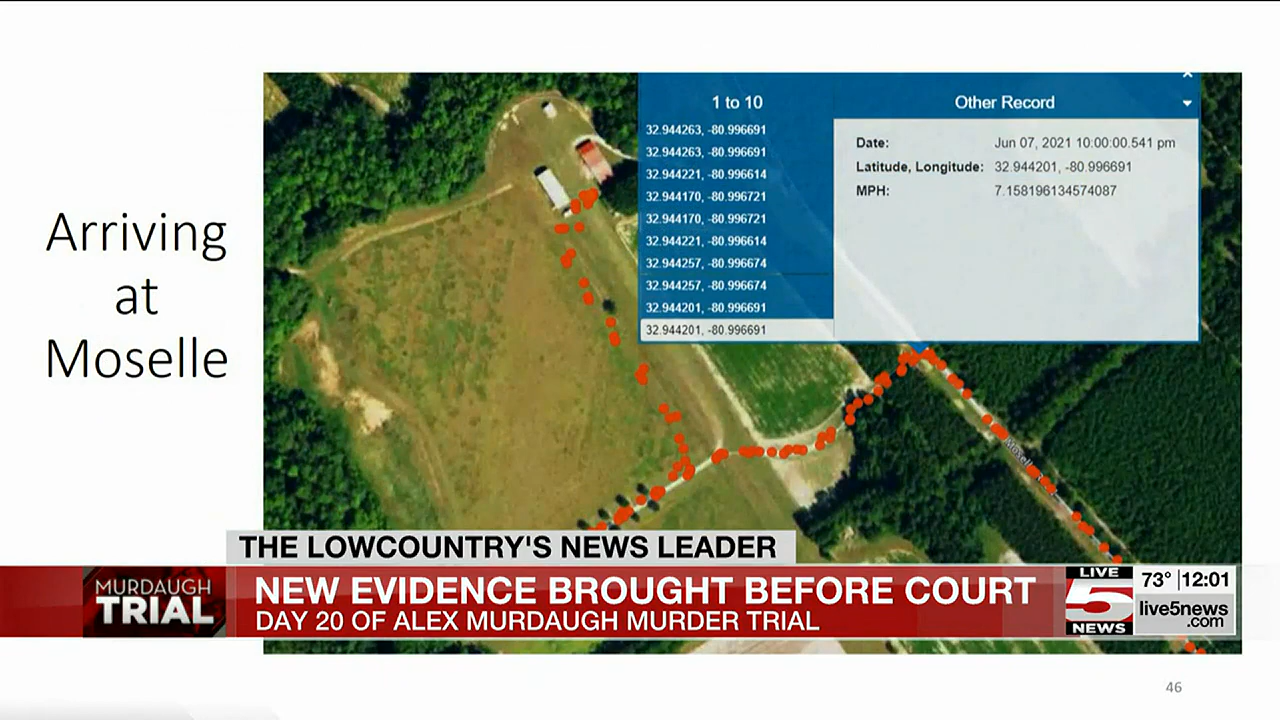 Arriving
at
Moselle
1 to 10
32.944263, -80.996691
32.944263, -80.996691
32.944221, -80.996614
32.944170, -80.996721
32.944170, -80.996721
32.944221, -80.996614
32.944257, -80.996674
32.944257, -80.996674
32.944201, -80.996691
32.944201, -80.996691
Other Record
Date: Jun 07, 2021 10:00:00.541 pm
Latitude, Longitude: 32.944201, -80.996691
MPH: 7.158196134574087
THE LOWCOUNTRY'S NEWS LEADER
MURDAUGH
TRIAL
NEW EVIDENCE BROUGHT BEFORE COURT
DAY 20 OF ALEX MURDAUGH MURDER TRIAL
LIVE
5
NEWS
73° 12:01
live5news
.com
46